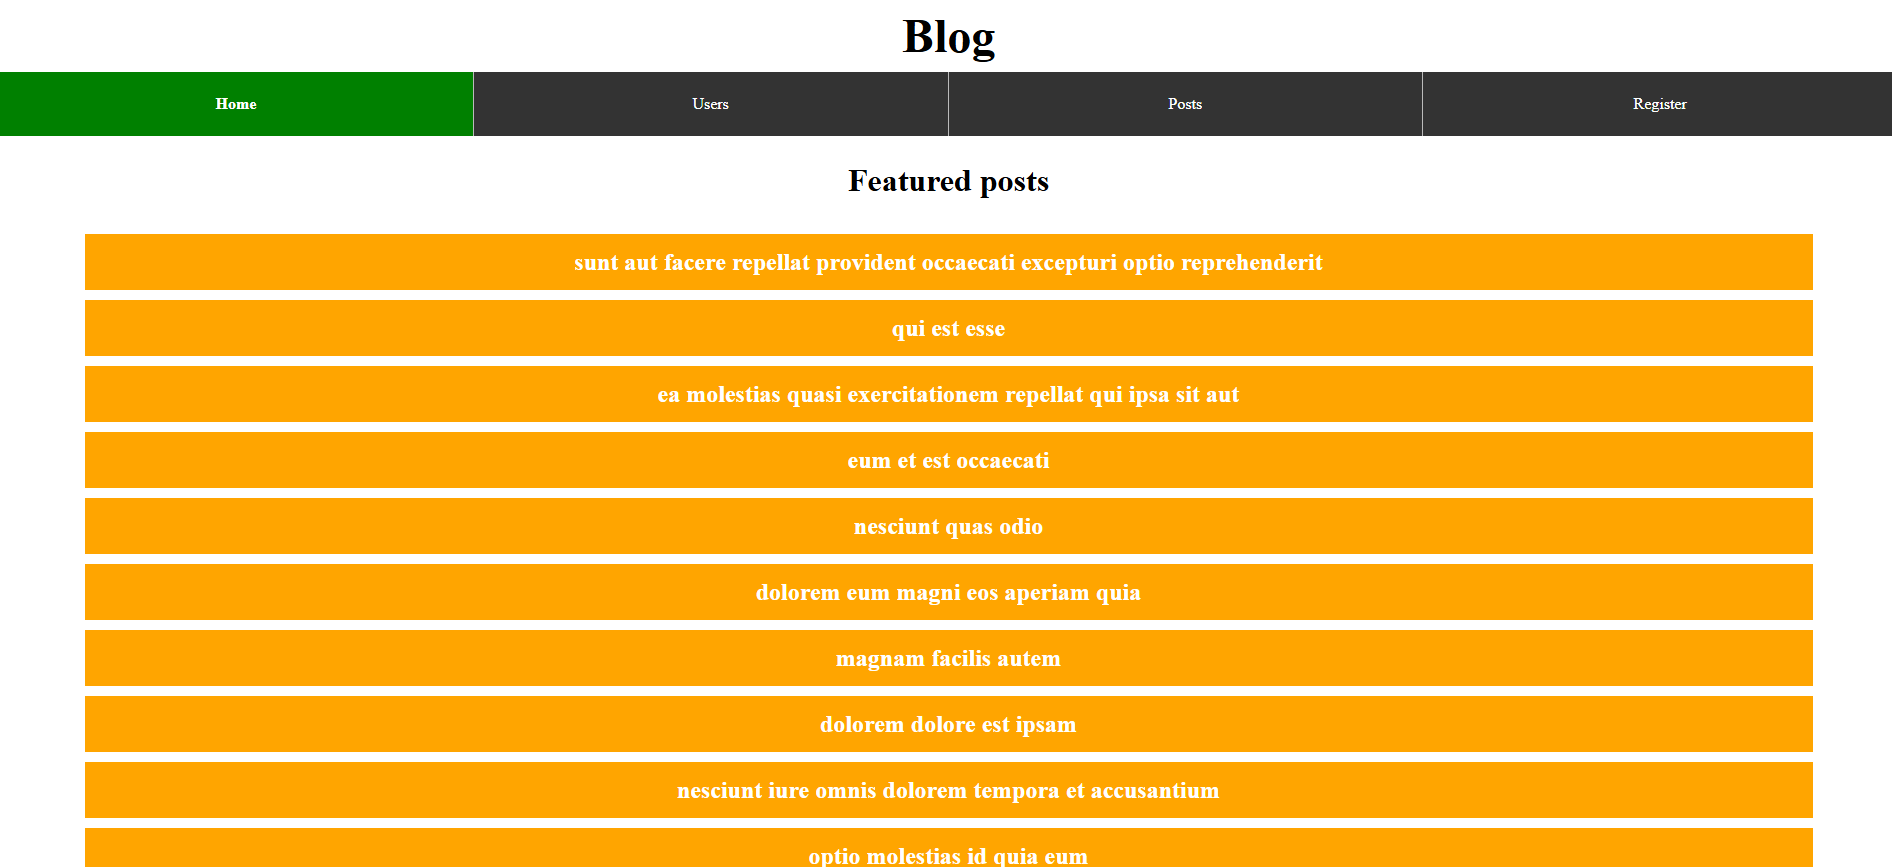 Blog
Home Users Posts Register
Featured posts
sunt aut facere repellat provident occaecati excepturi optio reprehenderit
qui est esse
ea molestias quasi exercitationem repellat qui ipsa sit aut
eum et est occaecati
nesciunt quas odio
dolorem eum magni eos aperiam quia
magnam facilis autem
dolorem dolore est ipsam
nesciunt iure omnis dolorem tempora et accusantium
optio molestias id quia eum